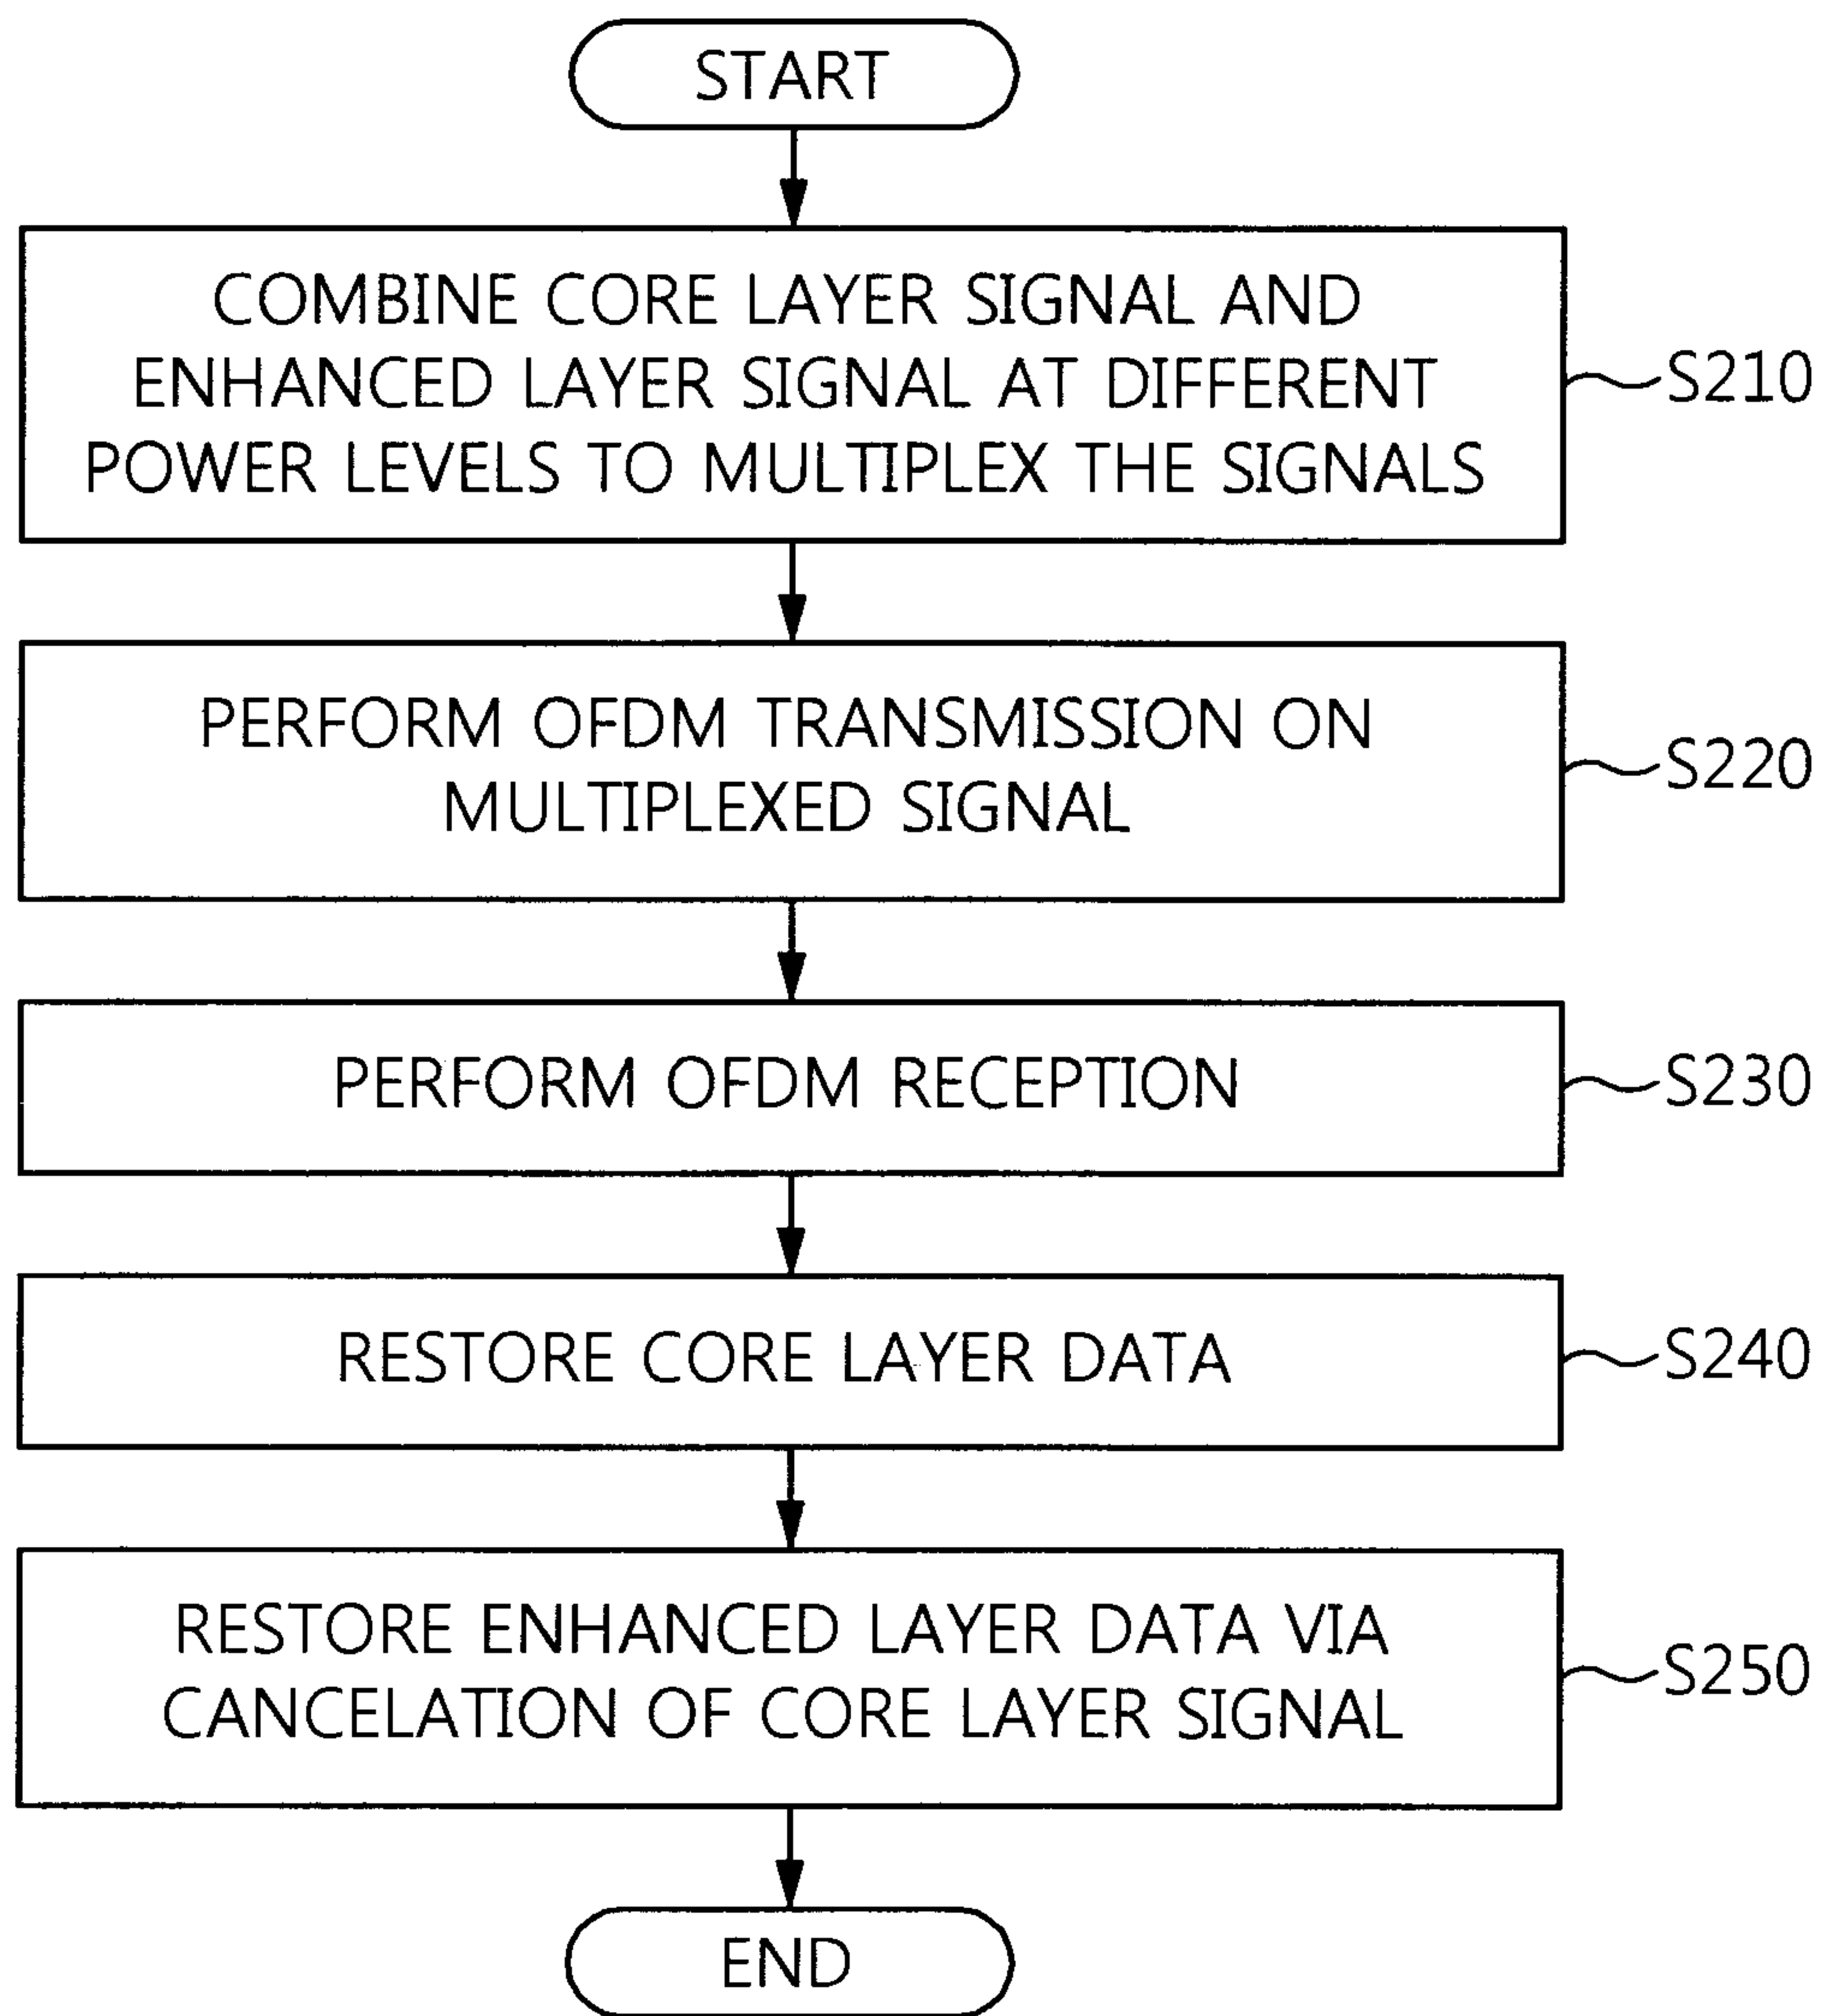 START
COMBINE CORE LAYER SIGNAL AND
ENHANCED LAYER SIGNAL AT DIFFERENT
POWER LEVELS TO MULTIPLEX THE SIGNALS
S210
PERFORM OFDM TRANSMISSION ON
MULTIPLEXED SIGNAL
S220
PERFORM OFDM RECEPTION
S230
RESTORE CORE LAYER DATA
S240
RESTORE ENHANCED LAYER DATA VIA
CANCELATION OF CORE LAYER SIGNAL
S250
END